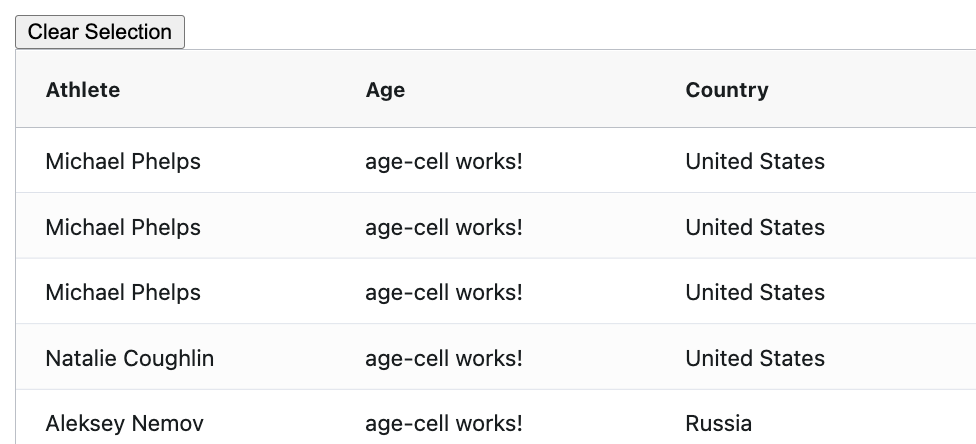 Clear Selection
Athlete Age Country
Michael Phelps age-cell works! United States
Michael Phelps age-cell works! United States
Michael Phelps age-cell works! United States
Natalie Coughlin age-cell works! United States
Aleksey Nemov age-cell works! Russia